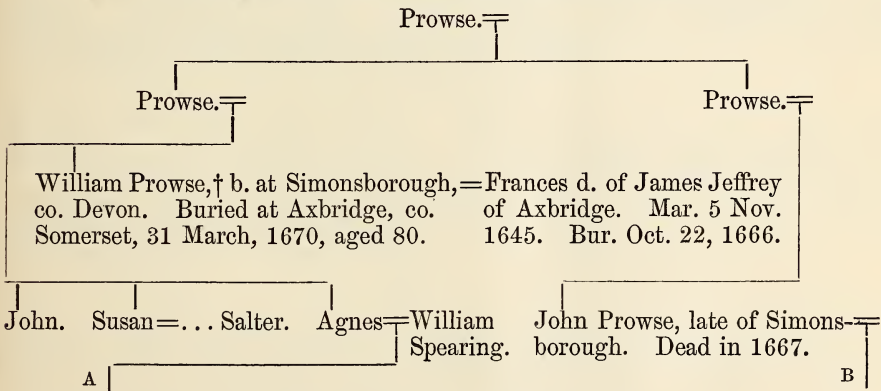 Prowse.=
Prowse.= Prowse.=
William Prowse,† b. at Simonsborough,=Frances d. of James Jeffrey
co. Devon. Buried at Axbridge, co. of Axbridge. Mar. 5 Nov.
Somerset, 31 March, 1670, aged 80. 1645. Bur. Oct. 22, 1666.
John. Susan=... Salter. Agnes=William John Prowse, late of Simons-=
Spearing. borough. Dead in 1667.
A B